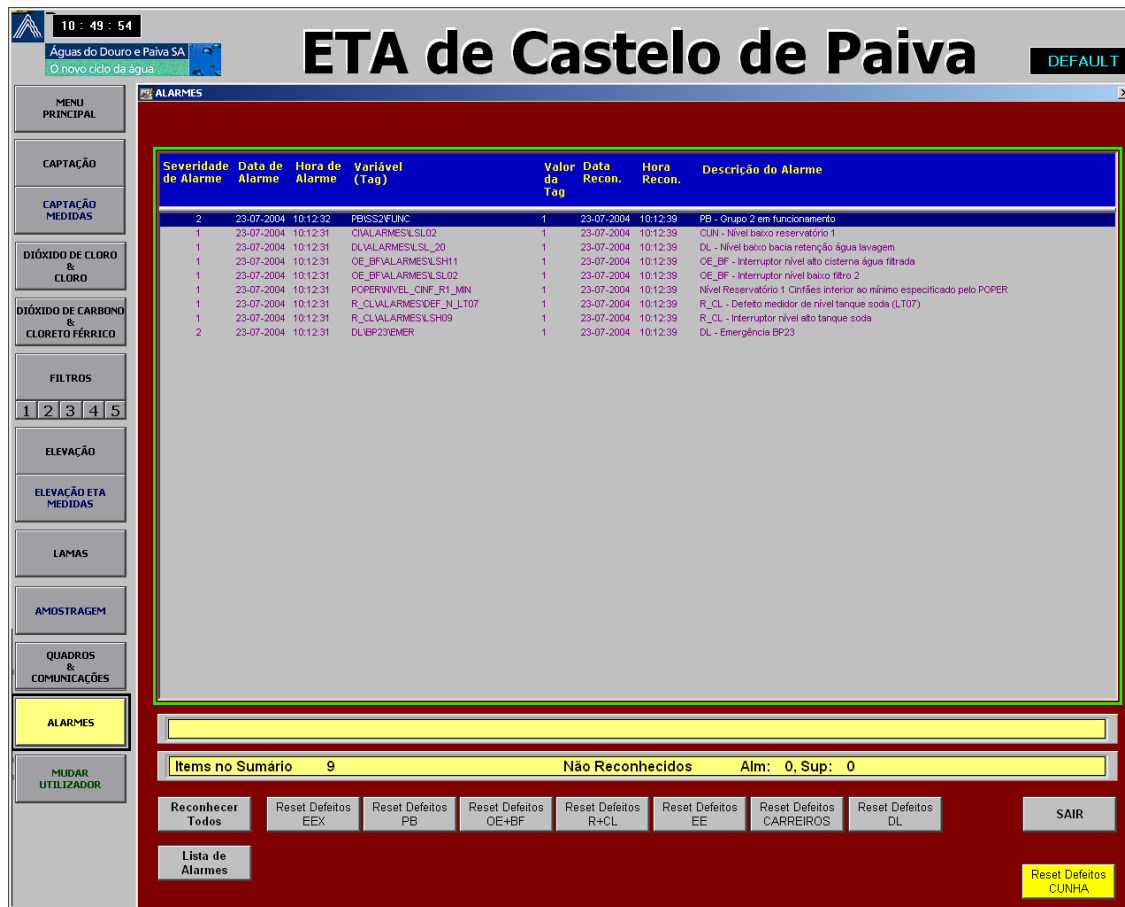 10 : 49 : 54
Águas do Douro e Paiva SA
O novo ciclo da água
ETA de Castelo de Paiva
DEFAULT
MENU
PRINCIPAL
CAPTAÇÃO
CAPTAÇÃO
MEDIDAS
DIÓXIDO DE CLORO
&
CLORO
DIÓXIDO DE CARBONO
&
CLORETO FÉRRICO
FILTROS
1 2 3 4 5
ELEVAÇÃO
ELEVAÇÃO ETA
MEDIDAS
LAMAS
AMOSTRAGEM
QUADROS
&
COMUNICAÇÕES
ALARMES
MUDAR
UTILIZADOR
ALARMES
Severidade Data de Hora de Variável Valor Data Hora Descrição do Alarme
de Alarme Alarme Alarme (Tag) da Recon. Recon.
Tag
2 23-07-2004 10:12:32 PB\SS2\FUNC 1 23-07-2004 10:12:39 PB - Grupo 2 em funcionamento
1 23-07-2004 10:12:31 CI\ALARMES\LSL02 1 23-07-2004 10:12:39 CUN - Nível baixo reservatório 1
1 23-07-2004 10:12:31 DL\ALARMES\LSL_20 1 23-07-2004 10:12:39 DL - Nível baixo bacia retenção água lavagem
1 23-07-2004 10:12:31 OE_BF\ALARMES\LSH11 1 23-07-2004 10:12:39 OE_BF - Interruptor nível alto cisterna água filtrada
1 23-07-2004 10:12:31 OE_BF\ALARMES\LSL02 1 23-07-2004 10:12:39 OE_BF - Interruptor nível baixo filtro 2
1 23-07-2004 10:12:31 POPER\NIVEL_CINF_R1_MIN 1 23-07-2004 10:12:39 Nível Reservatório 1 Cinfães inferior ao mínimo especificado pelo POPER
1 23-07-2004 10:12:31 R_CL\ALARMES\DEF_N_LT07 1 23-07-2004 10:12:39 R_CL - Defeito medidor de nível tanque soda (LT07)
1 23-07-2004 10:12:31 R_CL\ALARMES\LSH09 1 23-07-2004 10:12:39 R_CL - Interruptor nível alto tanque soda
2 23-07-2004 10:12:31 DL\BP23\EMER 1 23-07-2004 10:12:39 DL - Emergência BP23
Items no Sumário 9 Não Reconhecidos Alm: 0, Sup: 0
Reconhecer
Todos
Reset Defeitos
EEX
Reset Defeitos
PB
Reset Defeitos
OE+BF
Reset Defeitos
R+CL
Reset Defeitos
EE
Reset Defeitos
CARREIROS
Reset Defeitos
DL
SAIR
Lista de
Alarmes
Reset Defeitos
CUNHA